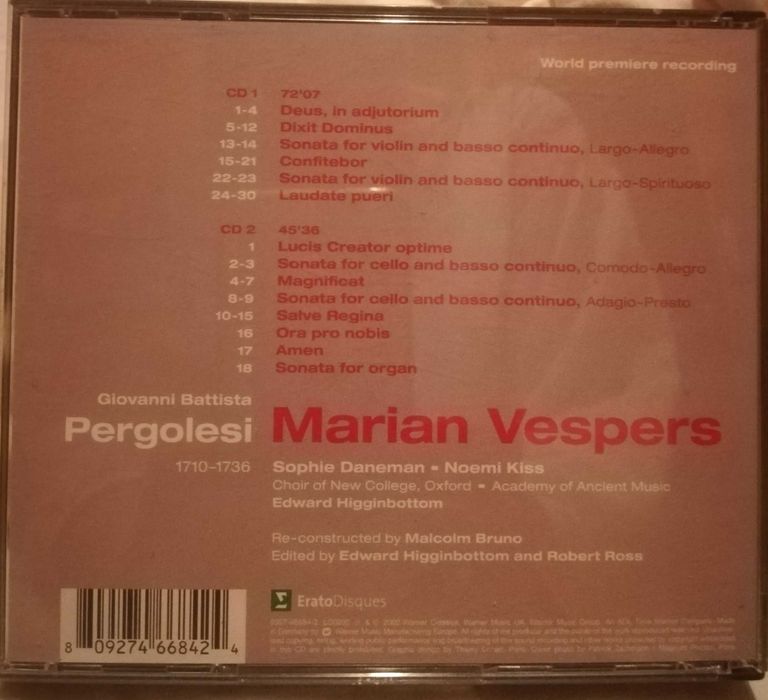 World premiere recording
CD 1 72'07
1-4 Deus, in adjutorium
5-12 Dixit Dominus
13-14 Sonata for violin and basso continuo, Largo-Allegro
15-21 Confitebor
22-23 Sonata for violin and basso continuo, Largo-Spirituoso
24-30 Laudate pueri
CD 2 45'36
1 Lucis Creator optime
2-3 Sonata for cello and basso continuo, Comodo-Allegro
4-7 Magnificat
8-9 Sonata for cello and basso continuo, Adagio-Presto
10-15 Salve Regina
16 Ora pro nobis
17 Amen
18 Sonata for organ
Giovanni Battista
Pergolesi Marian Vespers
1710-1736 Sophie Daneman • Noemi Kiss
Choir of New College, Oxford • Academy of Ancient Music
Edward Higginbottom
Re-constructed by Malcolm Bruno
Edited by Edward Higginbottom and Robert Ross
EratoDisques
8 09274 66842 4